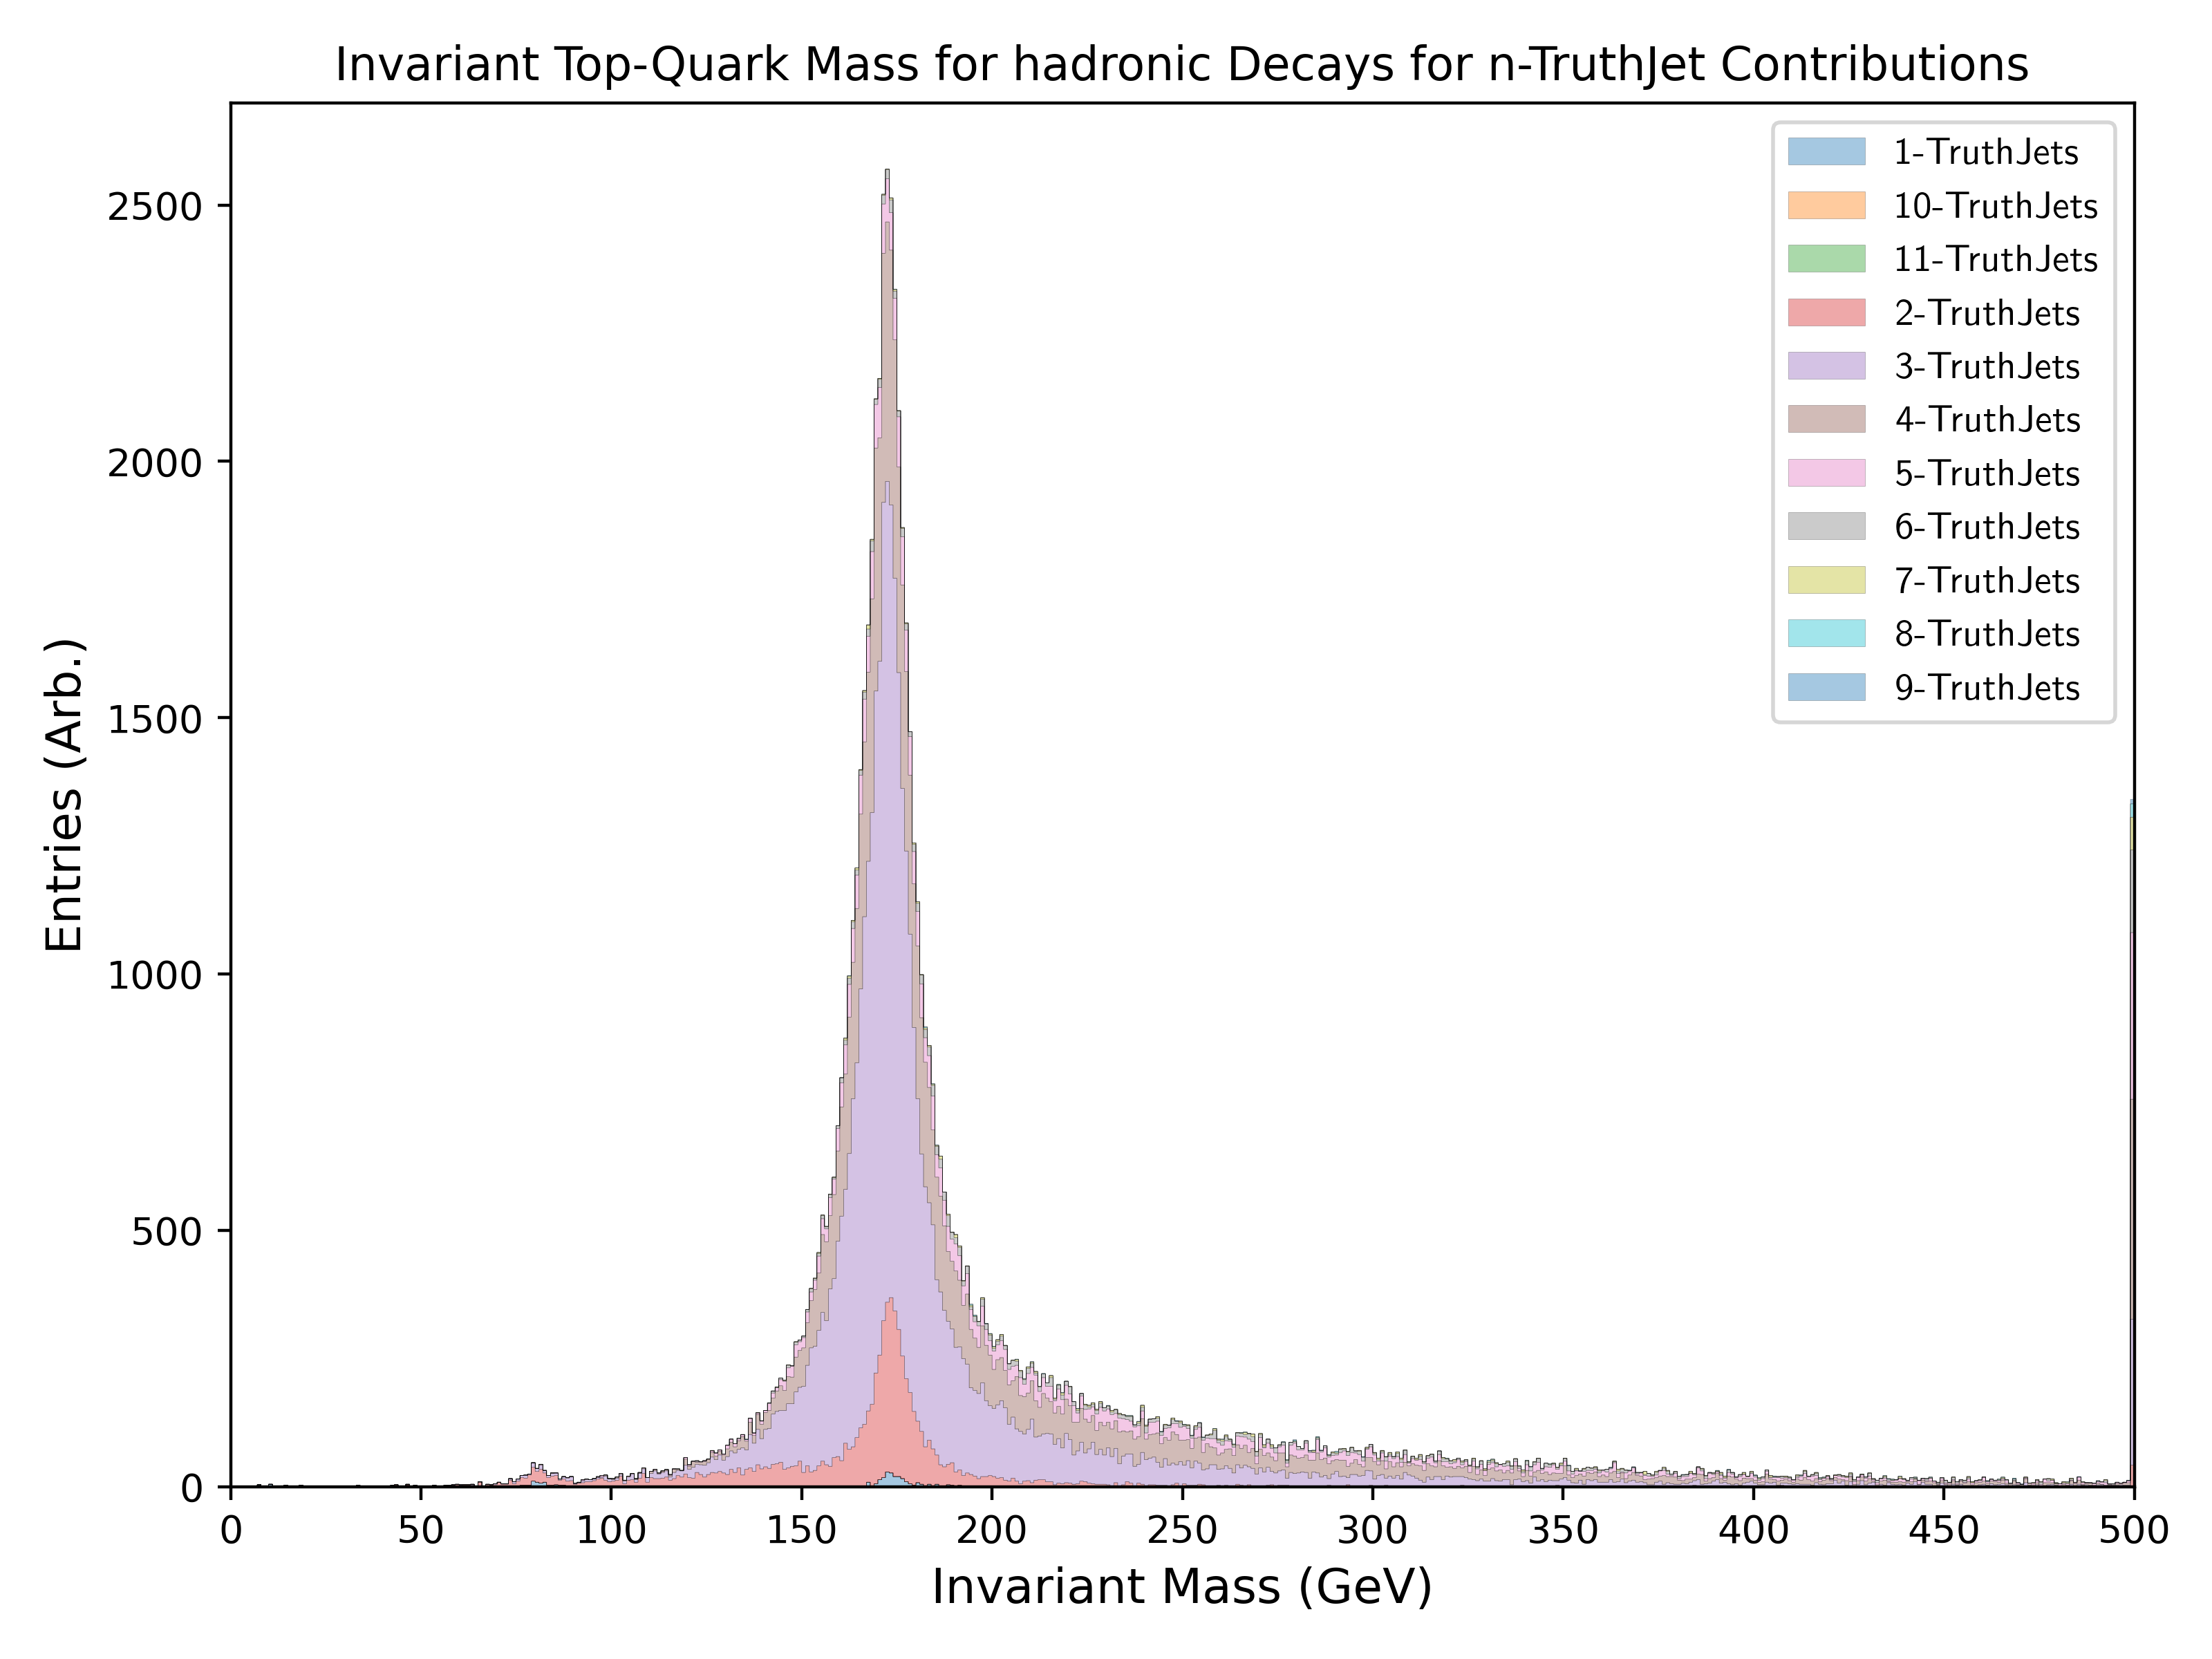 Invariant Top-Quark Mass for hadronic Decays for n-TruthJet Contributions
1-TruthJets
10-TruthJets
11-TruthJets
2-TruthJets
3-TruthJets
4-TruthJets
5-TruthJets
6-TruthJets
7-TruthJets
8-TruthJets
9-TruthJets
Entries (Arb.)
2500
2000
1500
1000
500
0
0 50 100 150 200 250 300 350 400 450 500
Invariant Mass (GeV)